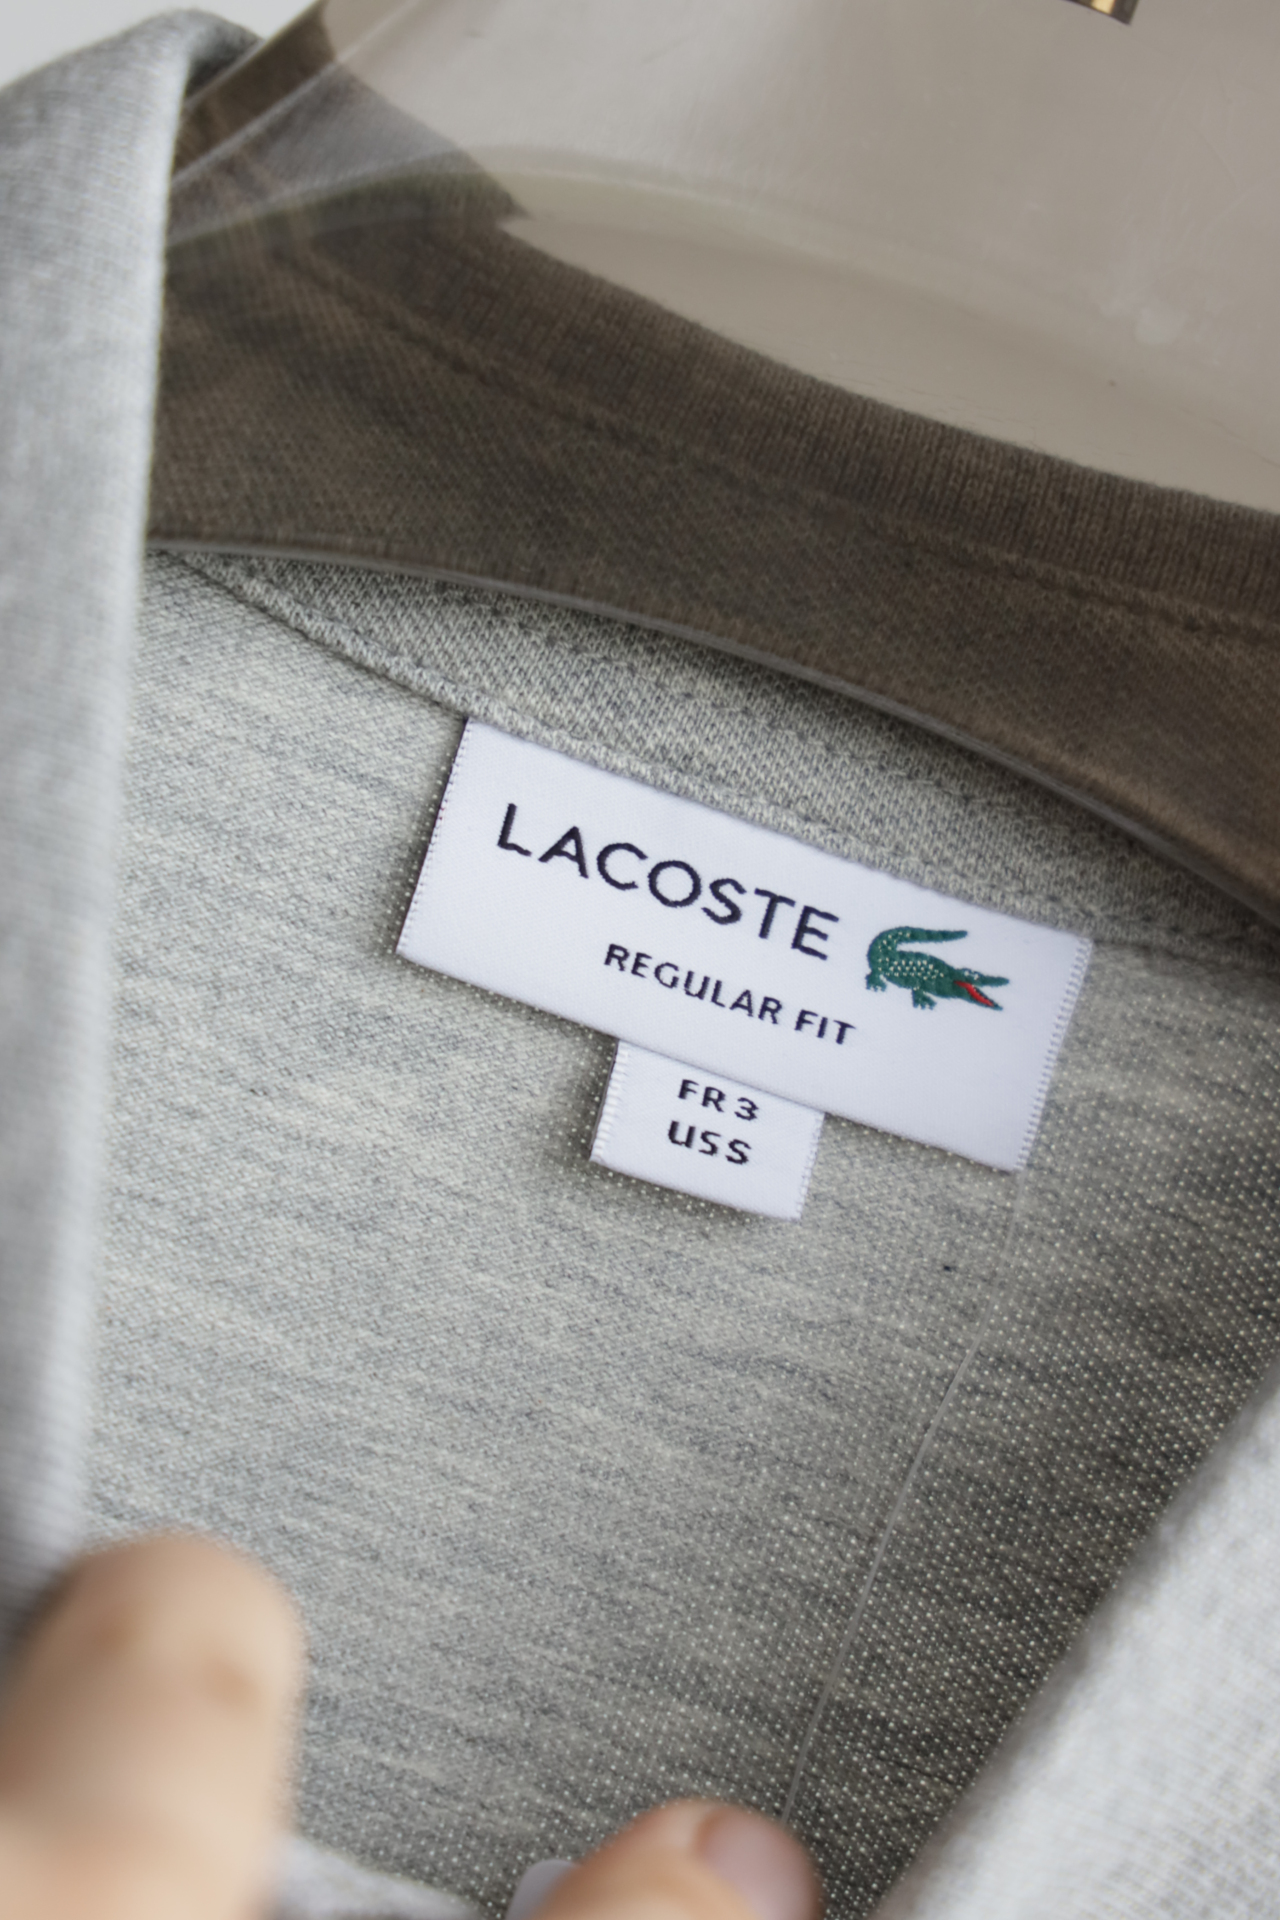 LACOSTE
REGULAR FIT
FR 3
US S